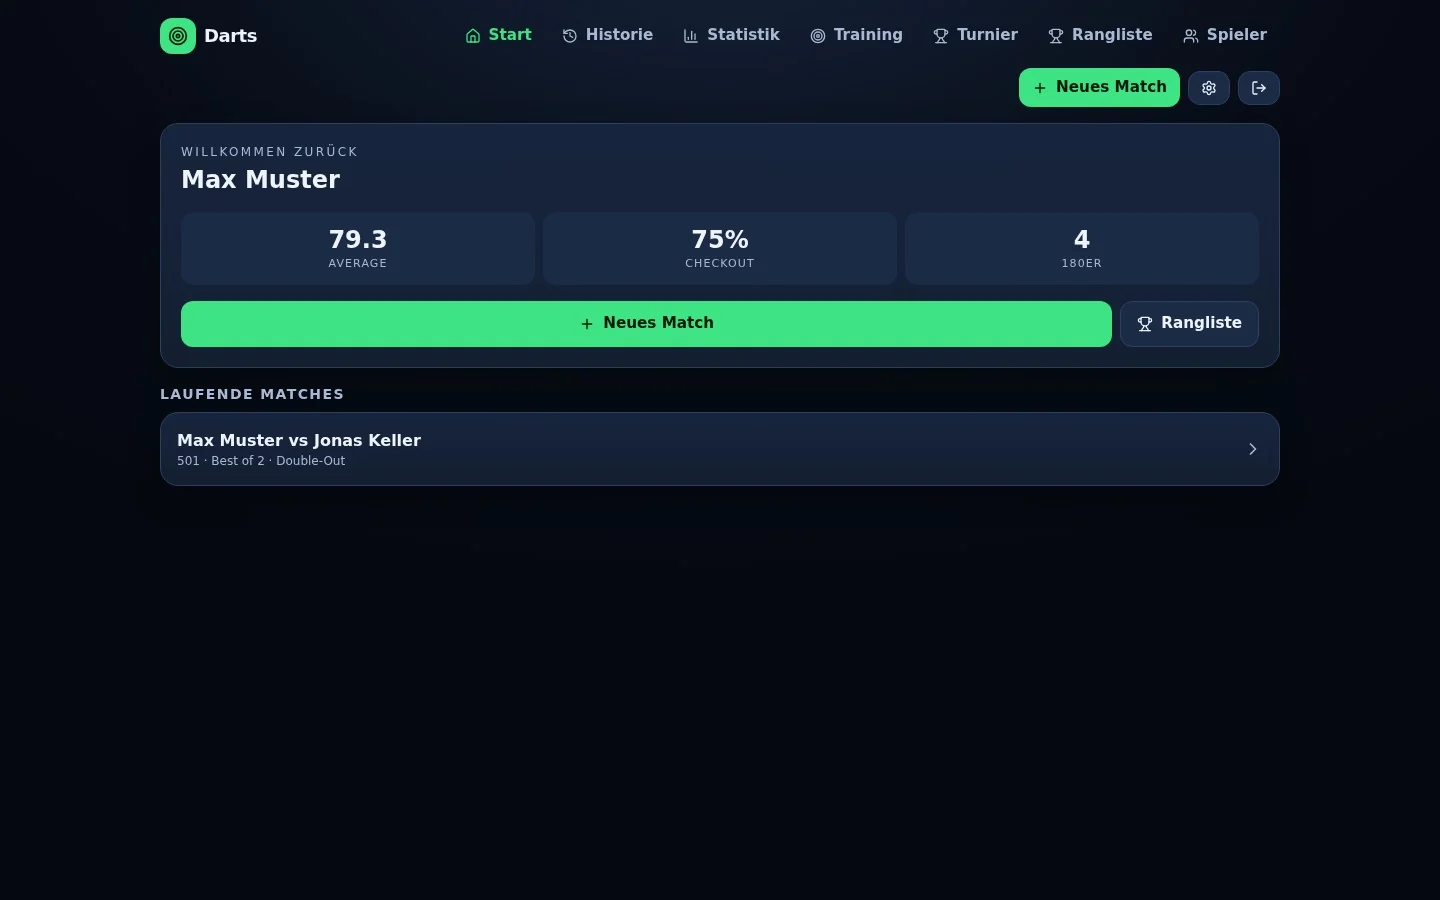 Darts
Start
Historie
Statistik
Training
Turnier
Rangliste
Spieler
Neues Match
WILLKOMMEN ZURÜCK
Max Muster
79.3
AVERAGE
75%
CHECKOUT
4
180ER
Neues Match
Rangliste
LAUFENDE MATCHES
Max Muster vs Jonas Keller
501 · Best of 2 · Double-Out